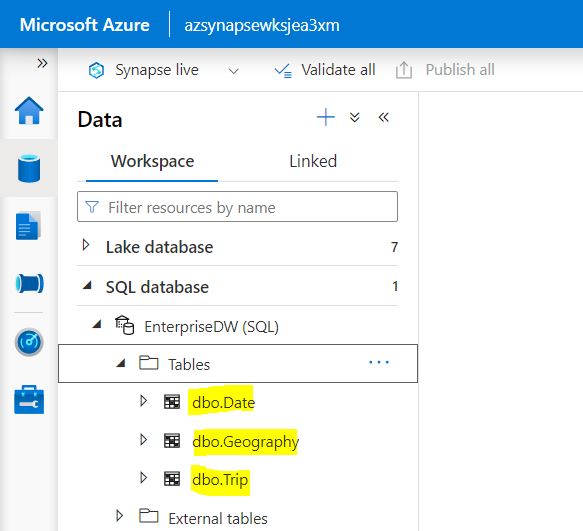 Microsoft Azure azsynapsewksjea3xm
Synapse live Validate all Publish all
Data
Workspace Linked
Filter resources by name
Lake database 7
SQL database 1
EnterpriseDW (SQL)
Tables
dbo.Date
dbo.Geography
dbo.Trip
External tables